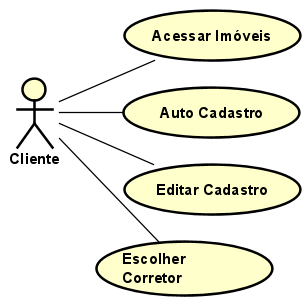 Acessar Imóveis
Auto Cadastro
Cliente
Editar Cadastro
Escolher
Corretor